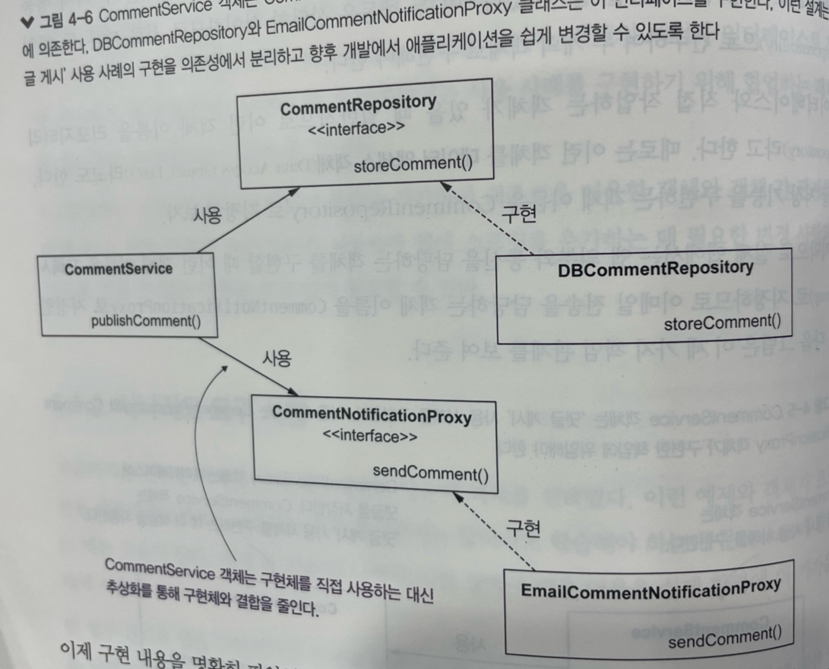 그림 4-6 CommentService 객체는
에 의존한다. DBCommentRepository와 EmailCommentNotificationProxy 클래스는 이 인터페이스를 구현한다. 이런 설계는
글 게시' 사용 사례의 구현을 의존성에서 분리하고 향후 개발에서 애플리케이션을 쉽게 변경할 수 있도록 한다
CommentRepository
<<interface>>
storeComment()
사용
구현
CommentService
publishComment()
DBCommentRepository
storeComment()
사용
CommentNotificationProxy
<<interface>>
sendComment()
구현
CommentService 객체는 구현체를 직접 사용하는 대신
추상화를 통해 구현체와 결합을 줄인다.
EmailCommentNotificationProxy
sendComment()
이제 구현 내용을 명확히